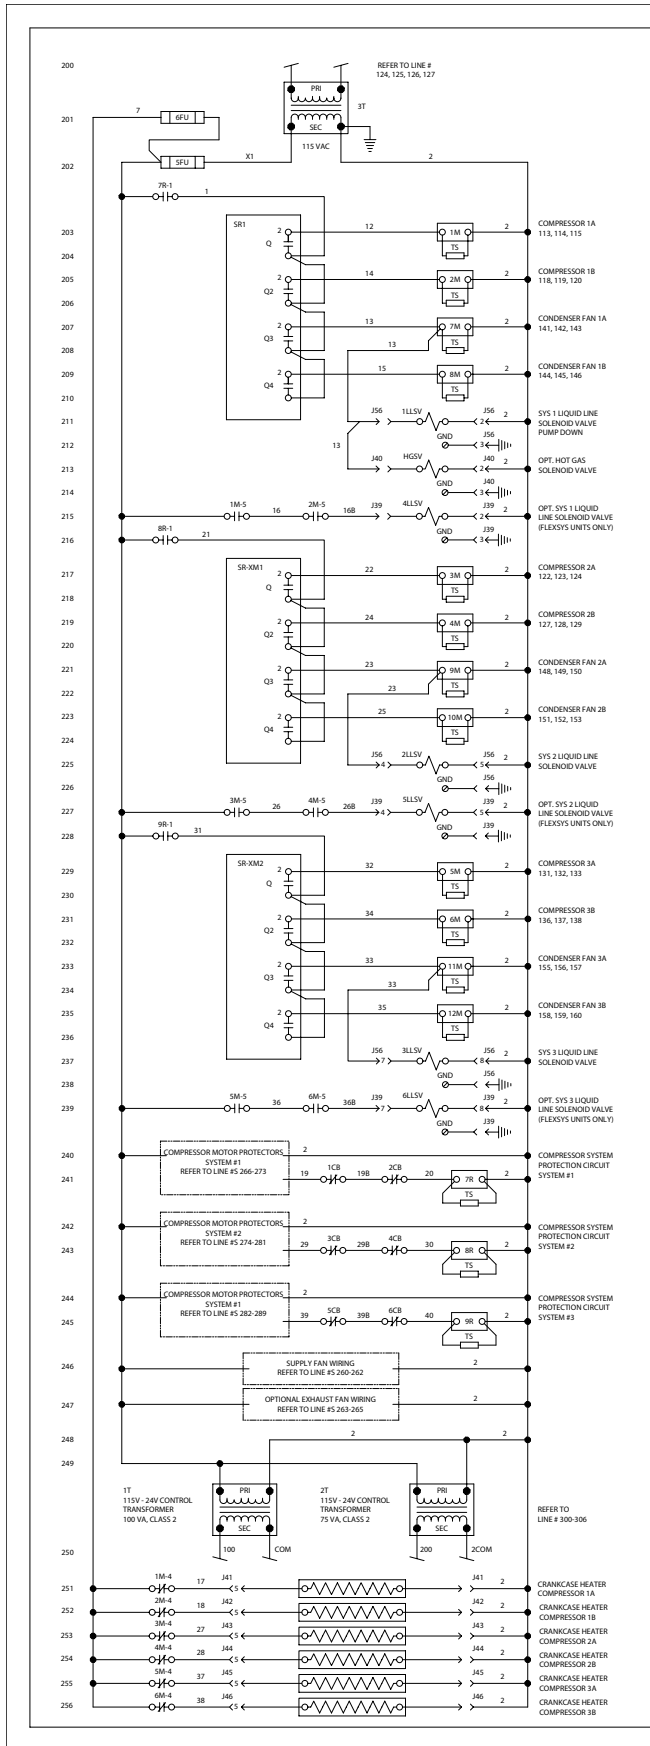 200
REFER TO LINE #
124, 125, 126, 127
PRI
3T
201
7
6FU
SEC
115 VAC
202
5FU
X1
2
7R-1
1
SR1
203
2
Q
12
1M
TS
2
COMPRESSOR 1A
113, 114, 115
204
205
2
Q2
14
2M
TS
2
COMPRESSOR 1B
118, 119, 120
206
207
2
Q3
13
7M
TS
2
CONDENSER FAN 1A
141, 142, 143
208
13
209
2
Q4
15
8M
TS
2
CONDENSER FAN 1B
144, 145, 146
210
211
J56
1LLSV
J56
2
2
SYS 1 LIQUID LINE
SOLENOID VALVE
PUMP DOWN
212
13
GND
J56
3
213
J40
HGSV
J40
2
2
OPT. HOT GAS
SOLENOID VALVE
214
GND
J40
3
215
1M-5
16
2M-5
16B
J39
4LLSV
J39
2
2
OPT. SYS 1 LIQUID
LINE SOLENOID VALVE
(FLEXSYS UNITS ONLY)
216
8R-1
21
GND
J39
3
SR-XM1
217
2
Q
22
3M
TS
2
COMPRESSOR 2A
122, 123, 124
218
219
2
Q2
24
4M
TS
2
COMPRESSOR 2B
127, 128, 129
220
221
2
Q3
23
9M
TS
2
CONDENSER FAN 2A
148, 149, 150
222
23
223
2
Q4
25
10M
TS
2
CONDENSER FAN 2B
151, 152, 153
224
225
J56
4
2LLSV
J56
5
2
SYS 2 LIQUID LINE
SOLENOID VALVE
226
GND
J56
227
3M-5
26
4M-5
26B
J39
4
5LLSV
J39
5
2
OPT. SYS 2 LIQUID
LINE SOLENOID VALVE
(FLEXSYS UNITS ONLY)
228
9R-1
31
GND
J39
SR-XM2
229
2
Q
32
5M
TS
2
COMPRESSOR 3A
131, 132, 133
230
231
2
Q2
34
6M
TS
2
COMPRESSOR 3B
136, 137, 138
232
233
2
Q3
33
11M
TS
2
CONDENSER FAN 3A
155, 156, 157
234
33
235
2
Q4
35
12M
TS
2
CONDENSER FAN 3B
158, 159, 160
236
237
J56
7
3LLSV
J56
8
2
SYS 3 LIQUID LINE
SOLENOID VALVE
238
GND
J56
239
5M-5
36
6M-5
36B
J39
7
6LLSV
J39
8
2
OPT. SYS 3 LIQUID
LINE SOLENOID VALVE
(FLEXSYS UNITS ONLY)
GND
J39
240
COMPRESSOR MOTOR PROTECTORS
SYSTEM #1
REFER TO LINE #S 266-273
2
COMPRESSOR SYSTEM
PROTECTION CIRCUIT
SYSTEM #1
241
19
1CB
19B
2CB
20
7R
TS
2
242
COMPRESSOR MOTOR PROTECTORS
SYSTEM #2
REFER TO LINE #S 274-281
2
COMPRESSOR SYSTEM
PROTECTION CIRCUIT
SYSTEM #2
243
29
3CB
29B
4CB
30
8R
TS
2
244
COMPRESSOR MOTOR PROTECTORS
SYSTEM #1
REFER TO LINE #S 282-289
2
COMPRESSOR SYSTEM
PROTECTION CIRCUIT
SYSTEM #3
245
39
5CB
39B
6CB
40
9R
TS
2
246
SUPPLY FAN WIRING
REFER TO LINE #S 260-262
2
247
OPTIONAL EXHAUST FAN WIRING
REFER TO LINE #S 263-265
2
248
2
2
249
1T
115V - 24V CONTROL
TRANSFORMER
100 VA, CLASS 2
PRI
SEC
2T
115V - 24V CONTROL
TRANSFORMER
75 VA, CLASS 2
PRI
SEC
REFER TO
LINE # 300-306
250
100
COM
200
2COM
251
1M-4
17
J41
5
J41
2
CRANKCASE HEATER
COMPRESSOR 1A
252
2M-4
18
J42
5
J42
2
CRANKCASE HEATER
COMPRESSOR 1B
253
3M-4
27
J43
5
J43
2
CRANKCASE HEATER
COMPRESSOR 2A
254
4M-4
28
J44
5
J44
2
CRANKCASE HEATER
COMPRESSOR 2B
255
5M-4
37
J45
5
J45
2
CRANKCASE HEATER
COMPRESSOR 3A
256
6M-4
38
J46
5
J46
2
CRANKCASE HEATER
COMPRESSOR 3B